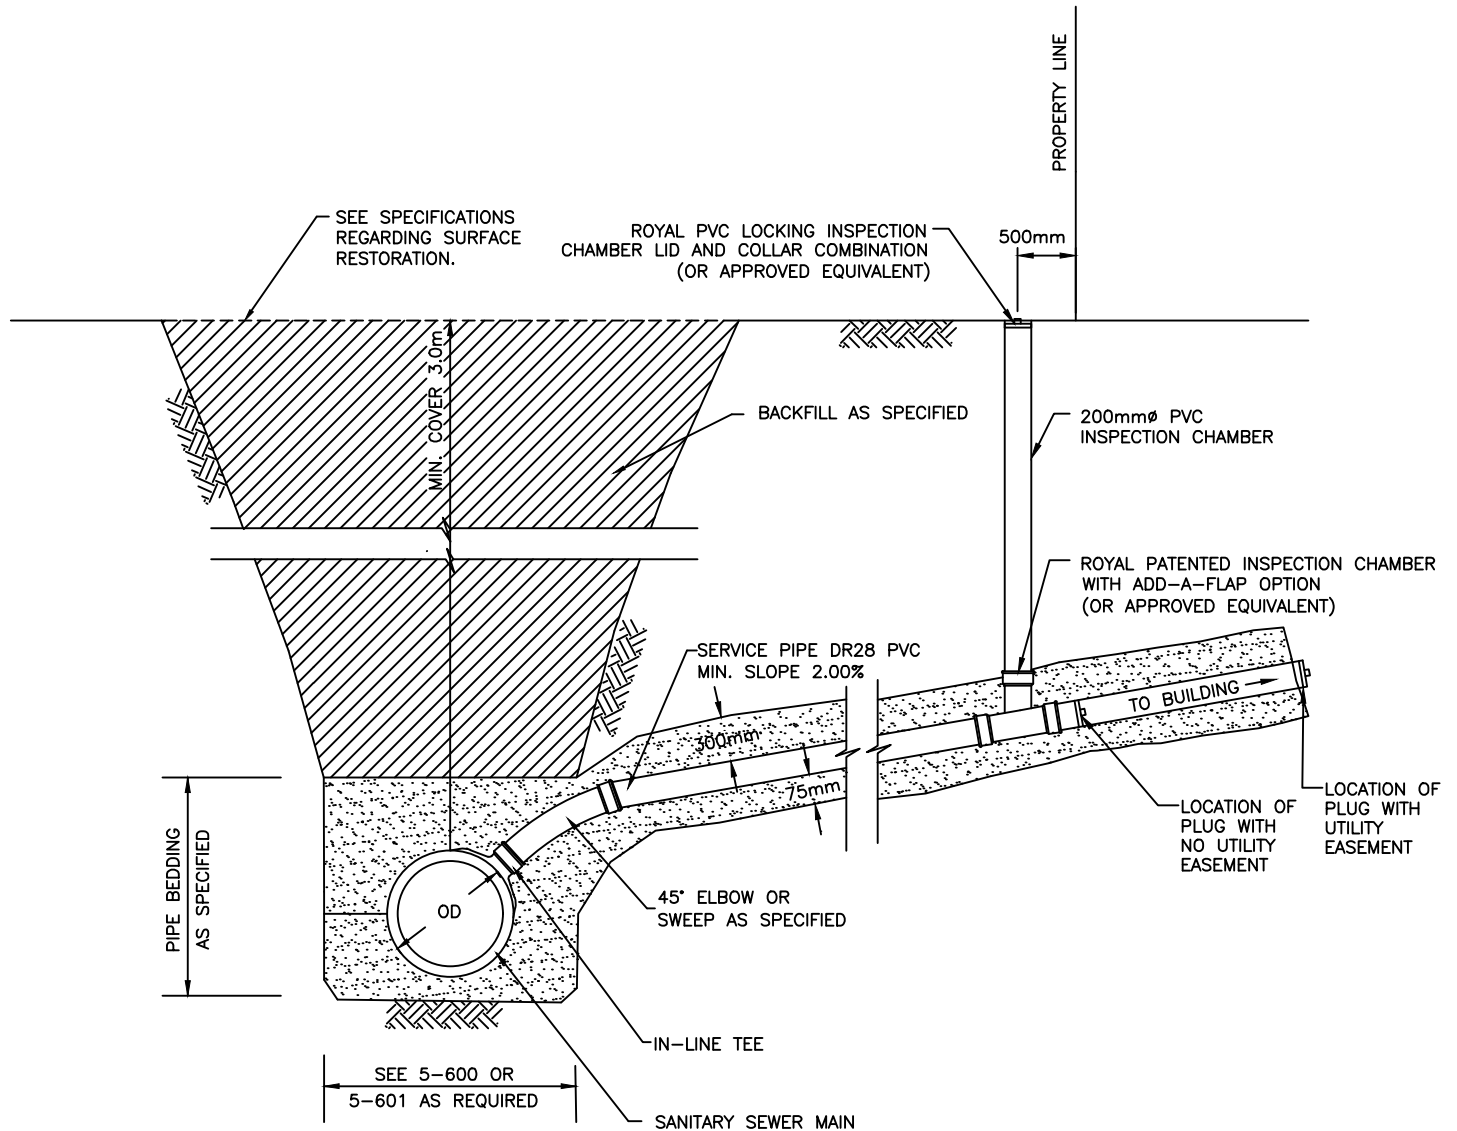 PROPERTY LINE
SEE SPECIFICATIONS
REGARDING SURFACE
RESTORATION.
ROYAL PVC LOCKING INSPECTION
CHAMBER LID AND COLLAR COMBINATION
(OR APPROVED EQUIVALENT)
500mm
MIN. COVER 3.0m
BACKFILL AS SPECIFIED
200mmø PVC
INSPECTION CHAMBER
ROYAL PATENTED INSPECTION CHAMBER
WITH ADD-A-FLAP OPTION
(OR APPROVED EQUIVALENT)
SERVICE PIPE DR28 PVC
MIN. SLOPE 2.00%
TO BUILDING
300mm
75mm
LOCATION OF
PLUG WITH
UTILITY
EASEMENT
LOCATION OF
PLUG WITH
NO UTILITY
EASEMENT
PIPE BEDDING
AS SPECIFIED
OD
45° ELBOW OR
SWEEP AS SPECIFIED
IN-LINE TEE
SEE 5-600 OR
5-601 AS REQUIRED
SANITARY SEWER MAIN